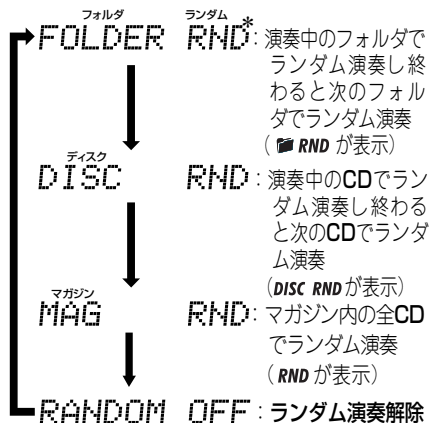 フォルダ ランダム
FOLDER RND*: 演奏中のフォルダで
ランダム演奏し終
わると次のフォル
ダでランダム演奏
( RND が表示)
ディスク
DISC RND: 演奏中のCDでラン
ダム演奏し終わる
と次のCDでランダ
ム演奏
(DISC RNDが表示)
マガジン
MAG RND: マガジン内の全CD
でランダム演奏
( RND が表示)
RANDOM OFF: ランダム演奏解除